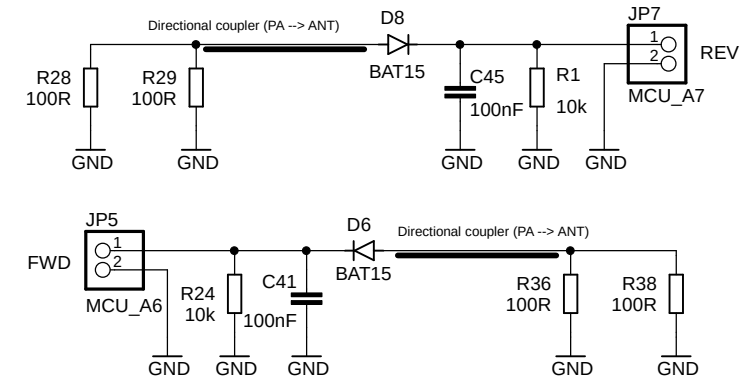 D8
JP7
Directional coupler (PA --> ANT)
1
2
REV
R28
100R
R29
100R
BAT15
C45
100nF
R1
10k
MCU_A7
GND
GND
GND
GND
GND
JP5
D6
Directional coupler (PA --> ANT)
1
2
FWD
BAT15
MCU_A6
R24
10k
C41
100nF
R36
100R
R38
100R
GND
GND
GND
GND
GND